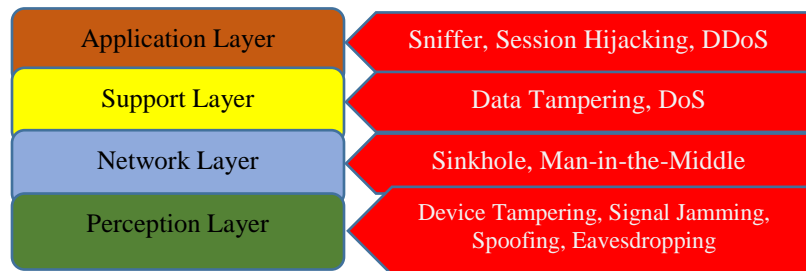 Application Layer
Sniffer, Session Hijacking, DDoS
Support Layer
Data Tampering, DoS
Network Layer
Sinkhole, Man-in-the-Middle
Perception Layer
Device Tampering, Signal Jamming,
Spoofing, Eavesdropping